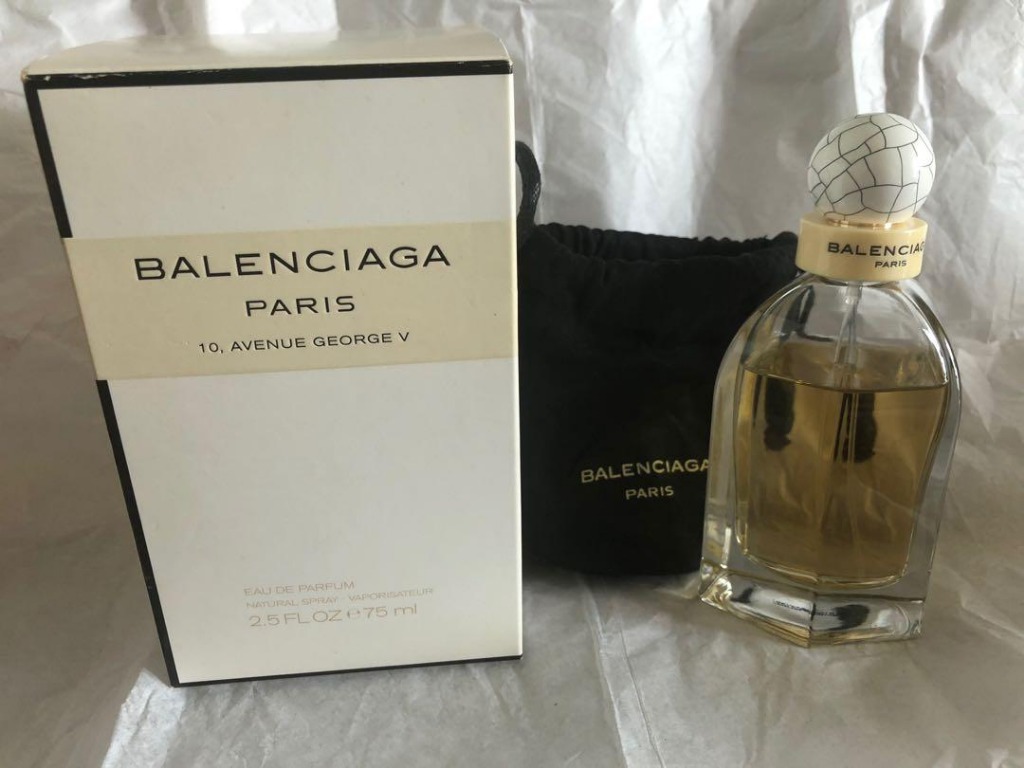 BALENCIAGA
PARIS
10, AVENUE GEORGE V
EAU DE PARFUM
NATURAL SPRAY - VAPORISATEUR
2.5 FL OZ e 75 ml
BALENCIAGA
PARIS
BALENCIAG
PARIS